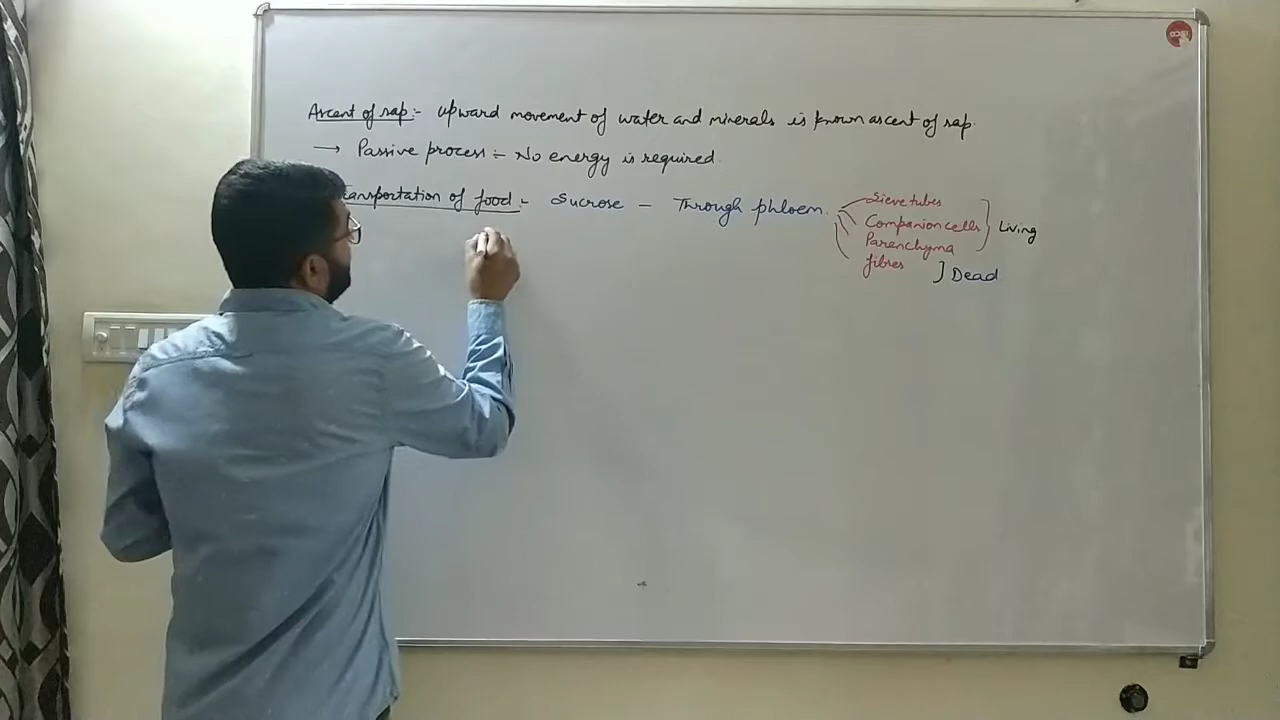 Ascent of sap:- upward movement of water and minerals is known ascent of sap.
→ Passive process:- No energy is required.
ansportation of food:- Sucrose - Through phloem.
Sieve tubes
Companion cells
Parenchyma
] Living
fibres ] Dead